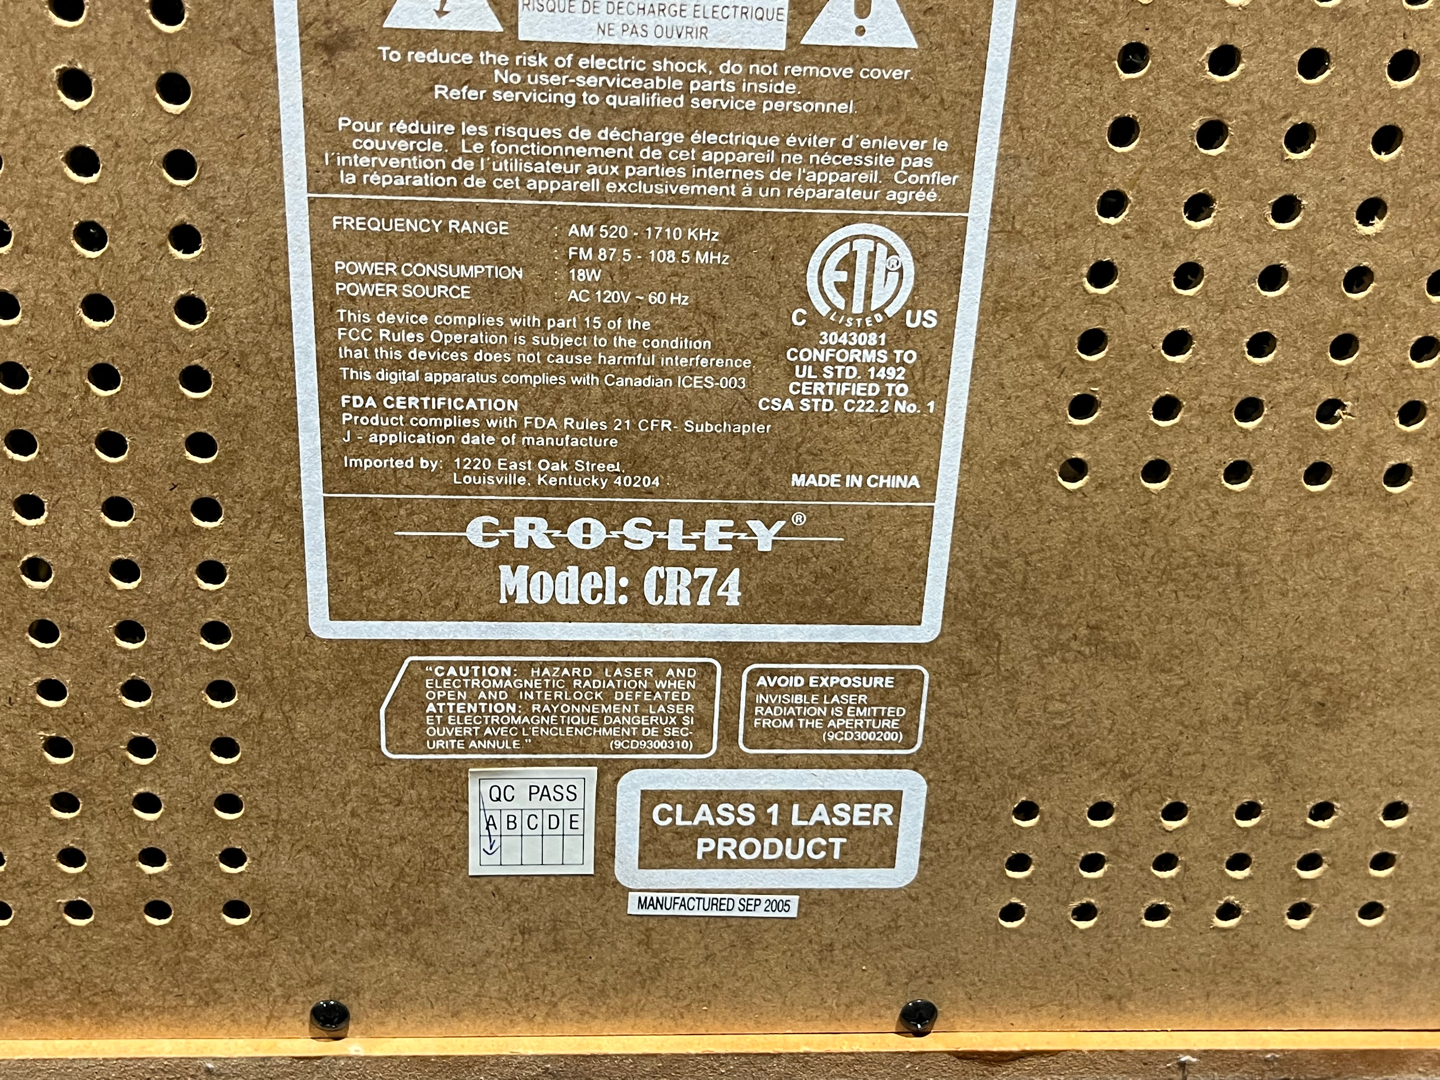 RISQUE DE DECHARGE ELECTRIQUE
NE PAS OUVRIR
To reduce the risk of electric shock, do not remove cover.
No user-serviceable parts inside.
Refer servicing to qualified service personnel.
Pour réduire les risques de décharge électrique éviter d´enlever le
couvercle. Le fonctionnement de cet appareil ne nécessite pas
l´intervention de l´utilisateur aux parties internes de l'appareil. Confier
la réparation de cet apparell exclusivement à un réparateur agréé.
FREQUENCY RANGE : AM 520 - 1710 KHz
: FM 87.5 - 108.5 MHz
POWER CONSUMPTION : 18W
POWER SOURCE : AC 120V ~ 60 Hz
This device complies with part 15 of the
FCC Rules Operation is subject to the condition
that this devices does not cause harmful interference.
This digital apparatus complies with Canadian ICES-003
FDA CERTIFICATION
Product complies with FDA Rules 21 CFR- Subchapter
J - application date of manufacture
Imported by: 1220 East Oak Street,
Louisville, Kentucky 40204 .
ETL®
LISTED
C US
3043081
CONFORMS TO
UL STD. 1492
CERTIFIED TO
CSA STD. C22.2 No. 1
MADE IN CHINA
CROSLEY®
Model: CR74
"CAUTION: HAZARD LASER AND
ELECTROMAGNETIC RADIATION WHEN
OPEN AND INTERLOCK DEFEATED.
ATTENTION: RAYONNEMENT LASER
ET ELECTROMAGNETIQUE DANGERUX SI
OUVERT AVEC L'ENCLENCHMENT DE SEC-
URITE ANNULE." (9CD9300310)
AVOID EXPOSURE
INVISIBLE LASER
RADIATION IS EMITTED
FROM THE APERTURE
(9CD300200)
QC PASS
A B C D E
CLASS 1 LASER
PRODUCT
MANUFACTURED SEP 2005